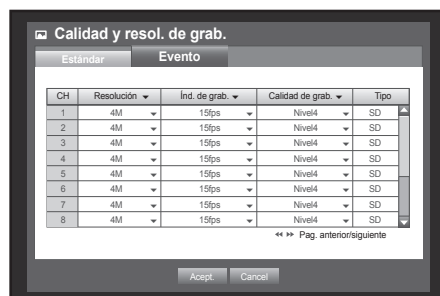 Calidad y resol. de grab.
Estándar Evento
CH Resolución Índ. de grab. Calidad de grab. Tipo
1 4M 15fps Nivel4 SD
2 4M 15fps Nivel4 SD
3 4M 15fps Nivel4 SD
4 4M 15fps Nivel4 SD
5 4M 15fps Nivel4 SD
6 4M 15fps Nivel4 SD
7 4M 15fps Nivel4 SD
8 4M 15fps Nivel4 SD
Pag. anterior/siguiente
Acept. Cancel